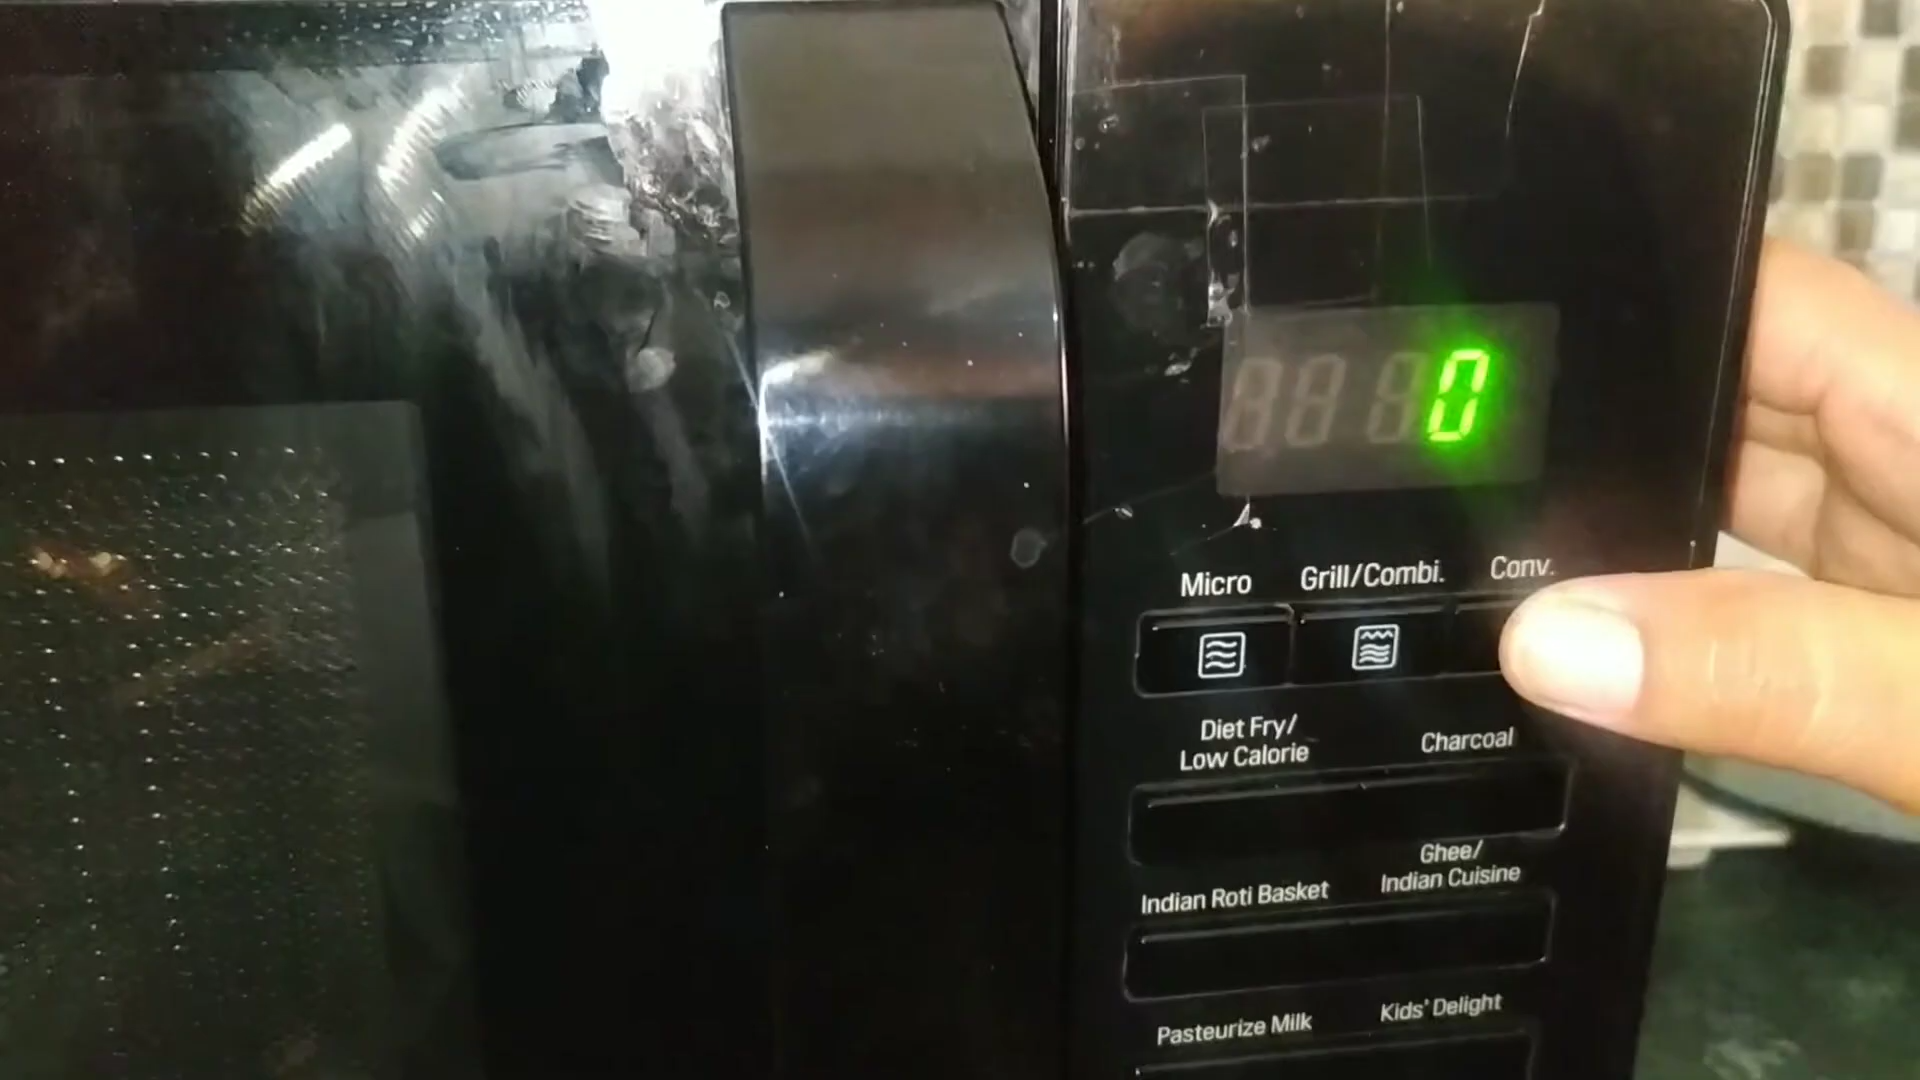 0
Micro
Grill/Combi.
Conv.
Diet Fry/
Low Calorie
Charcoal
Indian Roti Basket
Ghee/
Indian Cuisine
Pasteurize Milk
Kids' Delight